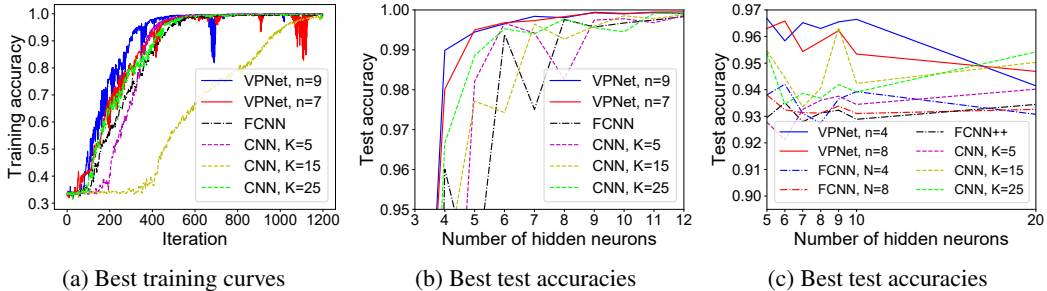 1.0
0.9
0.8
0.7
0.6
0.5
0.4
0.3
Training accuracy
VPNet, n=9
VPNet, n=7
FCNN
CNN, K=5
CNN, K=15
CNN, K=25
0 200 400 600 800 1000 1200
Iteration
(a) Best training curves
1.00
0.99
0.98
0.97
0.96
0.95
Test accuracy
VPNet, n=9
VPNet, n=7
FCNN
CNN, K=5
CNN, K=15
CNN, K=25
3 4 5 6 7 8 9 10 11 12
Number of hidden neurons
(b) Best test accuracies
0.97
0.96
0.95
0.94
0.93
0.92
0.91
0.90
Test accuracy
VPNet, n=4
VPNet, n=8
FCNN, N=4
FCNN, N=8
FCNN++
CNN, K=5
CNN, K=15
CNN, K=25
5 6 7 8 9 10 20
Number of hidden neurons
(c) Best test accuracies